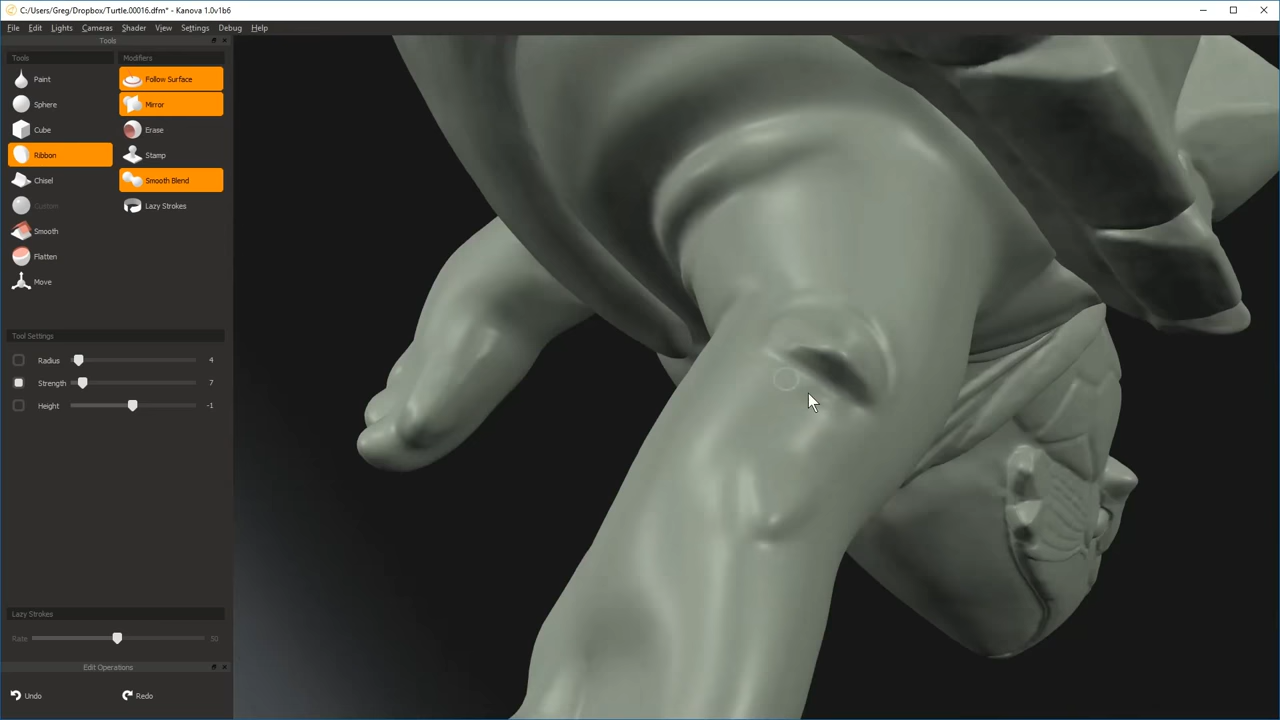 C:/Users/Greg/Dropbox/Turtle.00016.dfm* - Kanova 1.0v1b6
File Edit Lights Cameras Shader View Settings Debug Help
Tools
Tools Modifiers
Paint Follow Surface
Sphere Mirror
Cube Erase
Ribbon Stamp
Chisel Smooth Blend
Custom Lazy Strokes
Smooth
Flatten
Move
Tool Settings
Radius 4
Strength 7
Height -1
Lazy Strokes
Rate 50
Edit Operations
Undo Redo